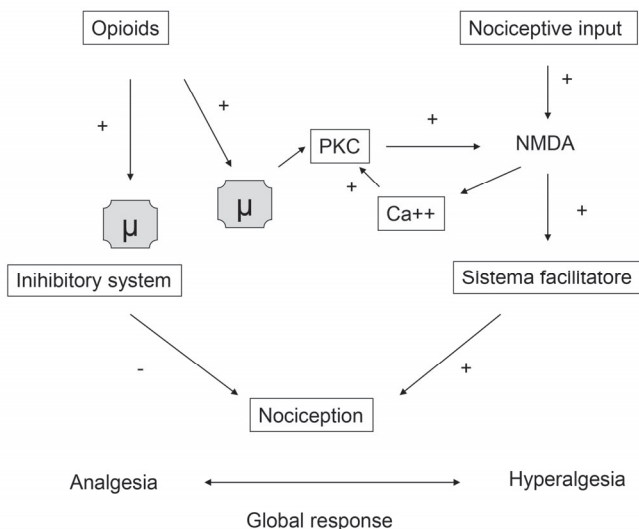 Opioids
Nociceptive input
+
+
+
PKC
+
NMDA
+
Ca++
+
μ
μ
Inihibitory system
Sistema facilitatore
-
+
Nociception
Analgesia
Hyperalgesia
Global response